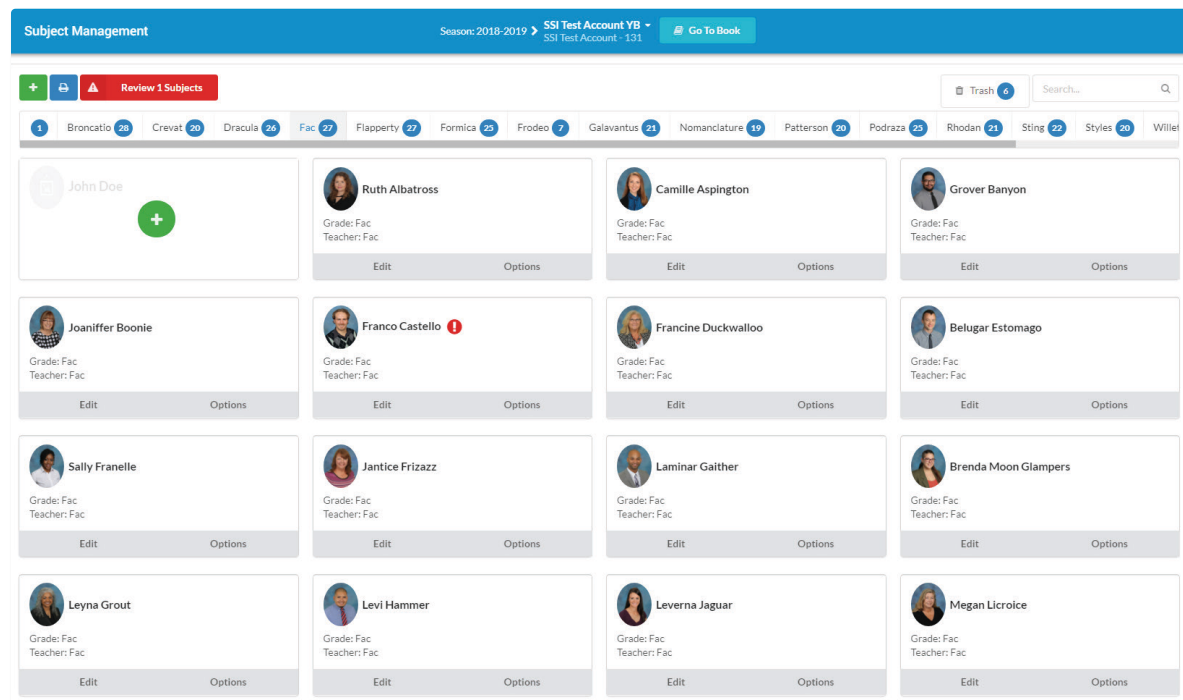 Subject Management
Season: 2018-2019
SSI Test Account YB
SSI Test Account - 131
Go To Book
Review 1 Subjects
Trash 6
Search...
1 Broncatio 28 Crevat 20 Dracula 26 Fac 27 Flapperty 27 Formica 25 Frodeo 7 Galavantus 21 Nomanclature 19 Patterson 20 Podraza 25 Rhodan 21 Sting 22 Styles 20 Willet
John Doe
Ruth Albatross
Grade: Fac
Teacher: Fac
Edit Options
Camille Aspington
Grade: Fac
Teacher: Fac
Edit Options
Grover Banyon
Grade: Fac
Teacher: Fac
Edit Options
Joaniffer Boonie
Grade: Fac
Teacher: Fac
Edit Options
Franco Castello
Grade: Fac
Teacher: Fac
Edit Options
Francine Duckwalloo
Grade: Fac
Teacher: Fac
Edit Options
Belugar Estomago
Grade: Fac
Teacher: Fac
Edit Options
Sally Franelle
Grade: Fac
Teacher: Fac
Edit Options
Jantice Frizazz
Grade: Fac
Teacher: Fac
Edit Options
Laminar Gaither
Grade: Fac
Teacher: Fac
Edit Options
Brenda Moon Glampers
Grade: Fac
Teacher: Fac
Edit Options
Leyna Grout
Grade: Fac
Teacher: Fac
Edit Options
Levi Hammer
Grade: Fac
Teacher: Fac
Edit Options
Leverna Jaguar
Grade: Fac
Teacher: Fac
Edit Options
Megan Licroice
Grade: Fac
Teacher: Fac
Edit Options